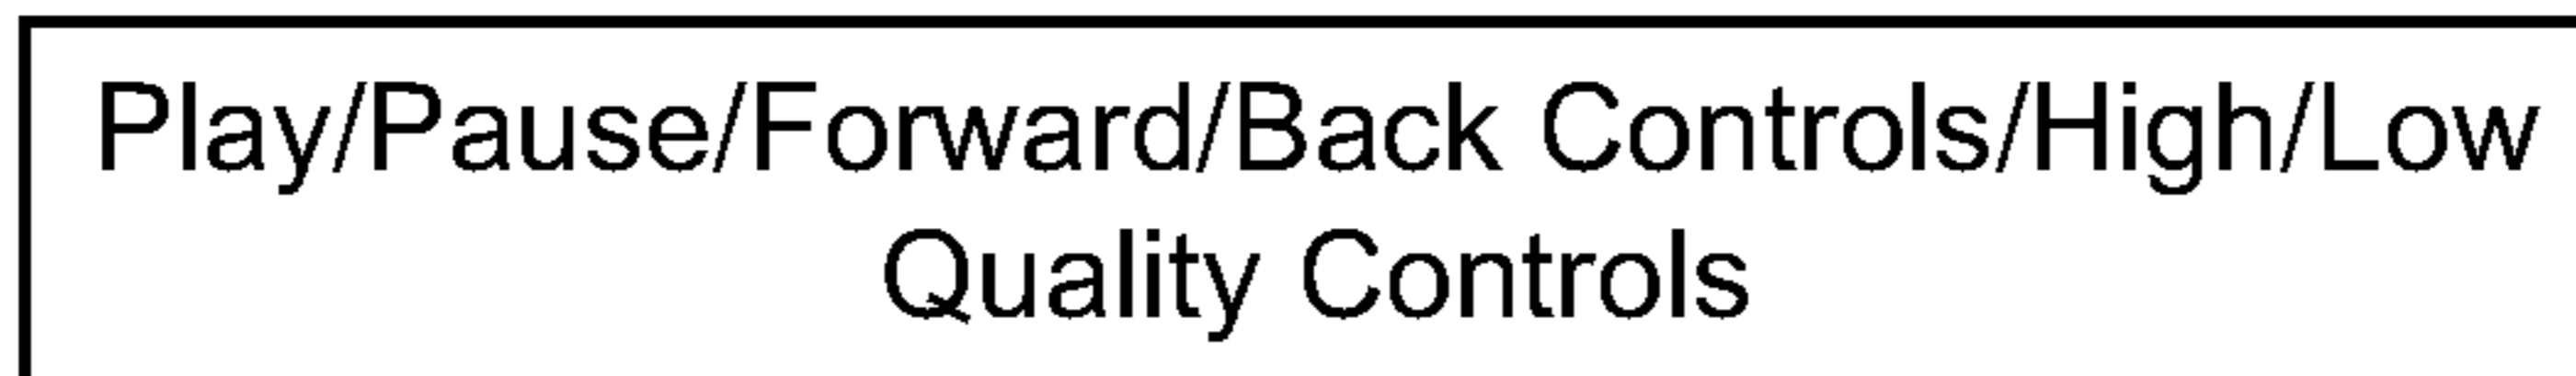 Play/Pause/Forward/Back Controls/High/Low
Quality Controls